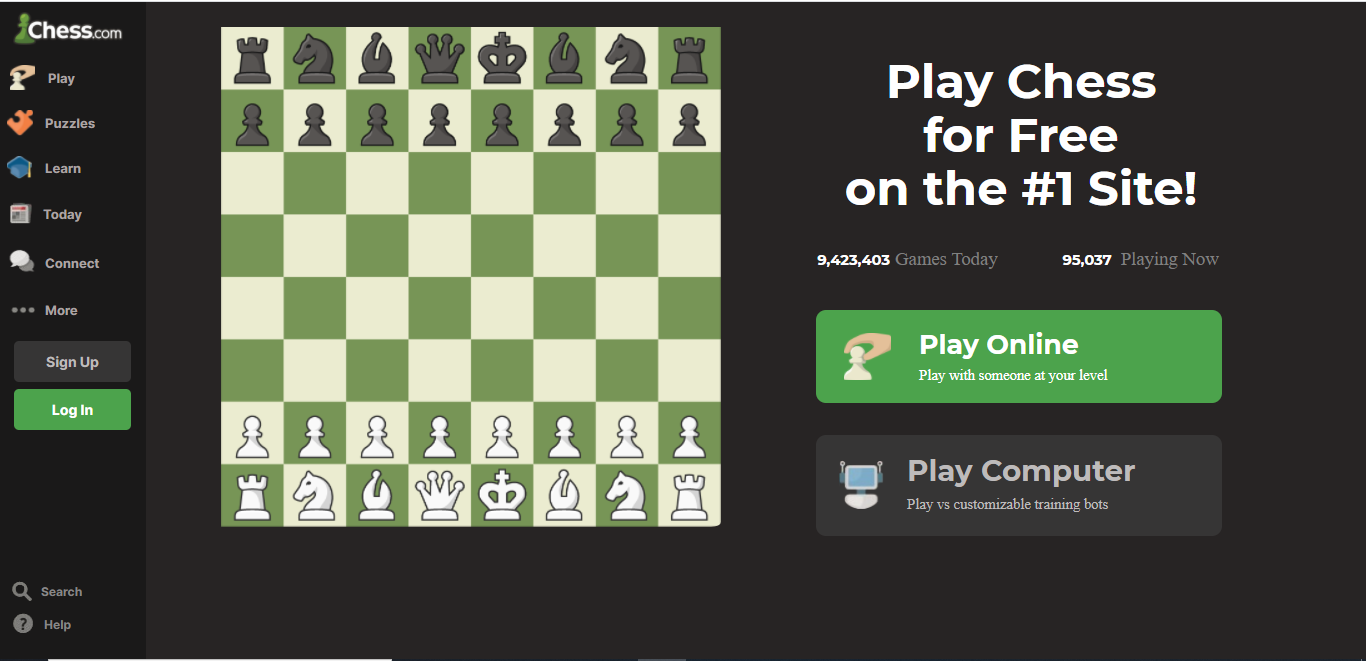 Chess.com
Play
Puzzles
Learn
Today
Connect
More
Sign Up
Log In
Search
Help
Play Chess
for Free
on the #1 Site!
9,423,403 Games Today 95,037 Playing Now
Play Online
Play with someone at your level
Play Computer
Play vs customizable training bots